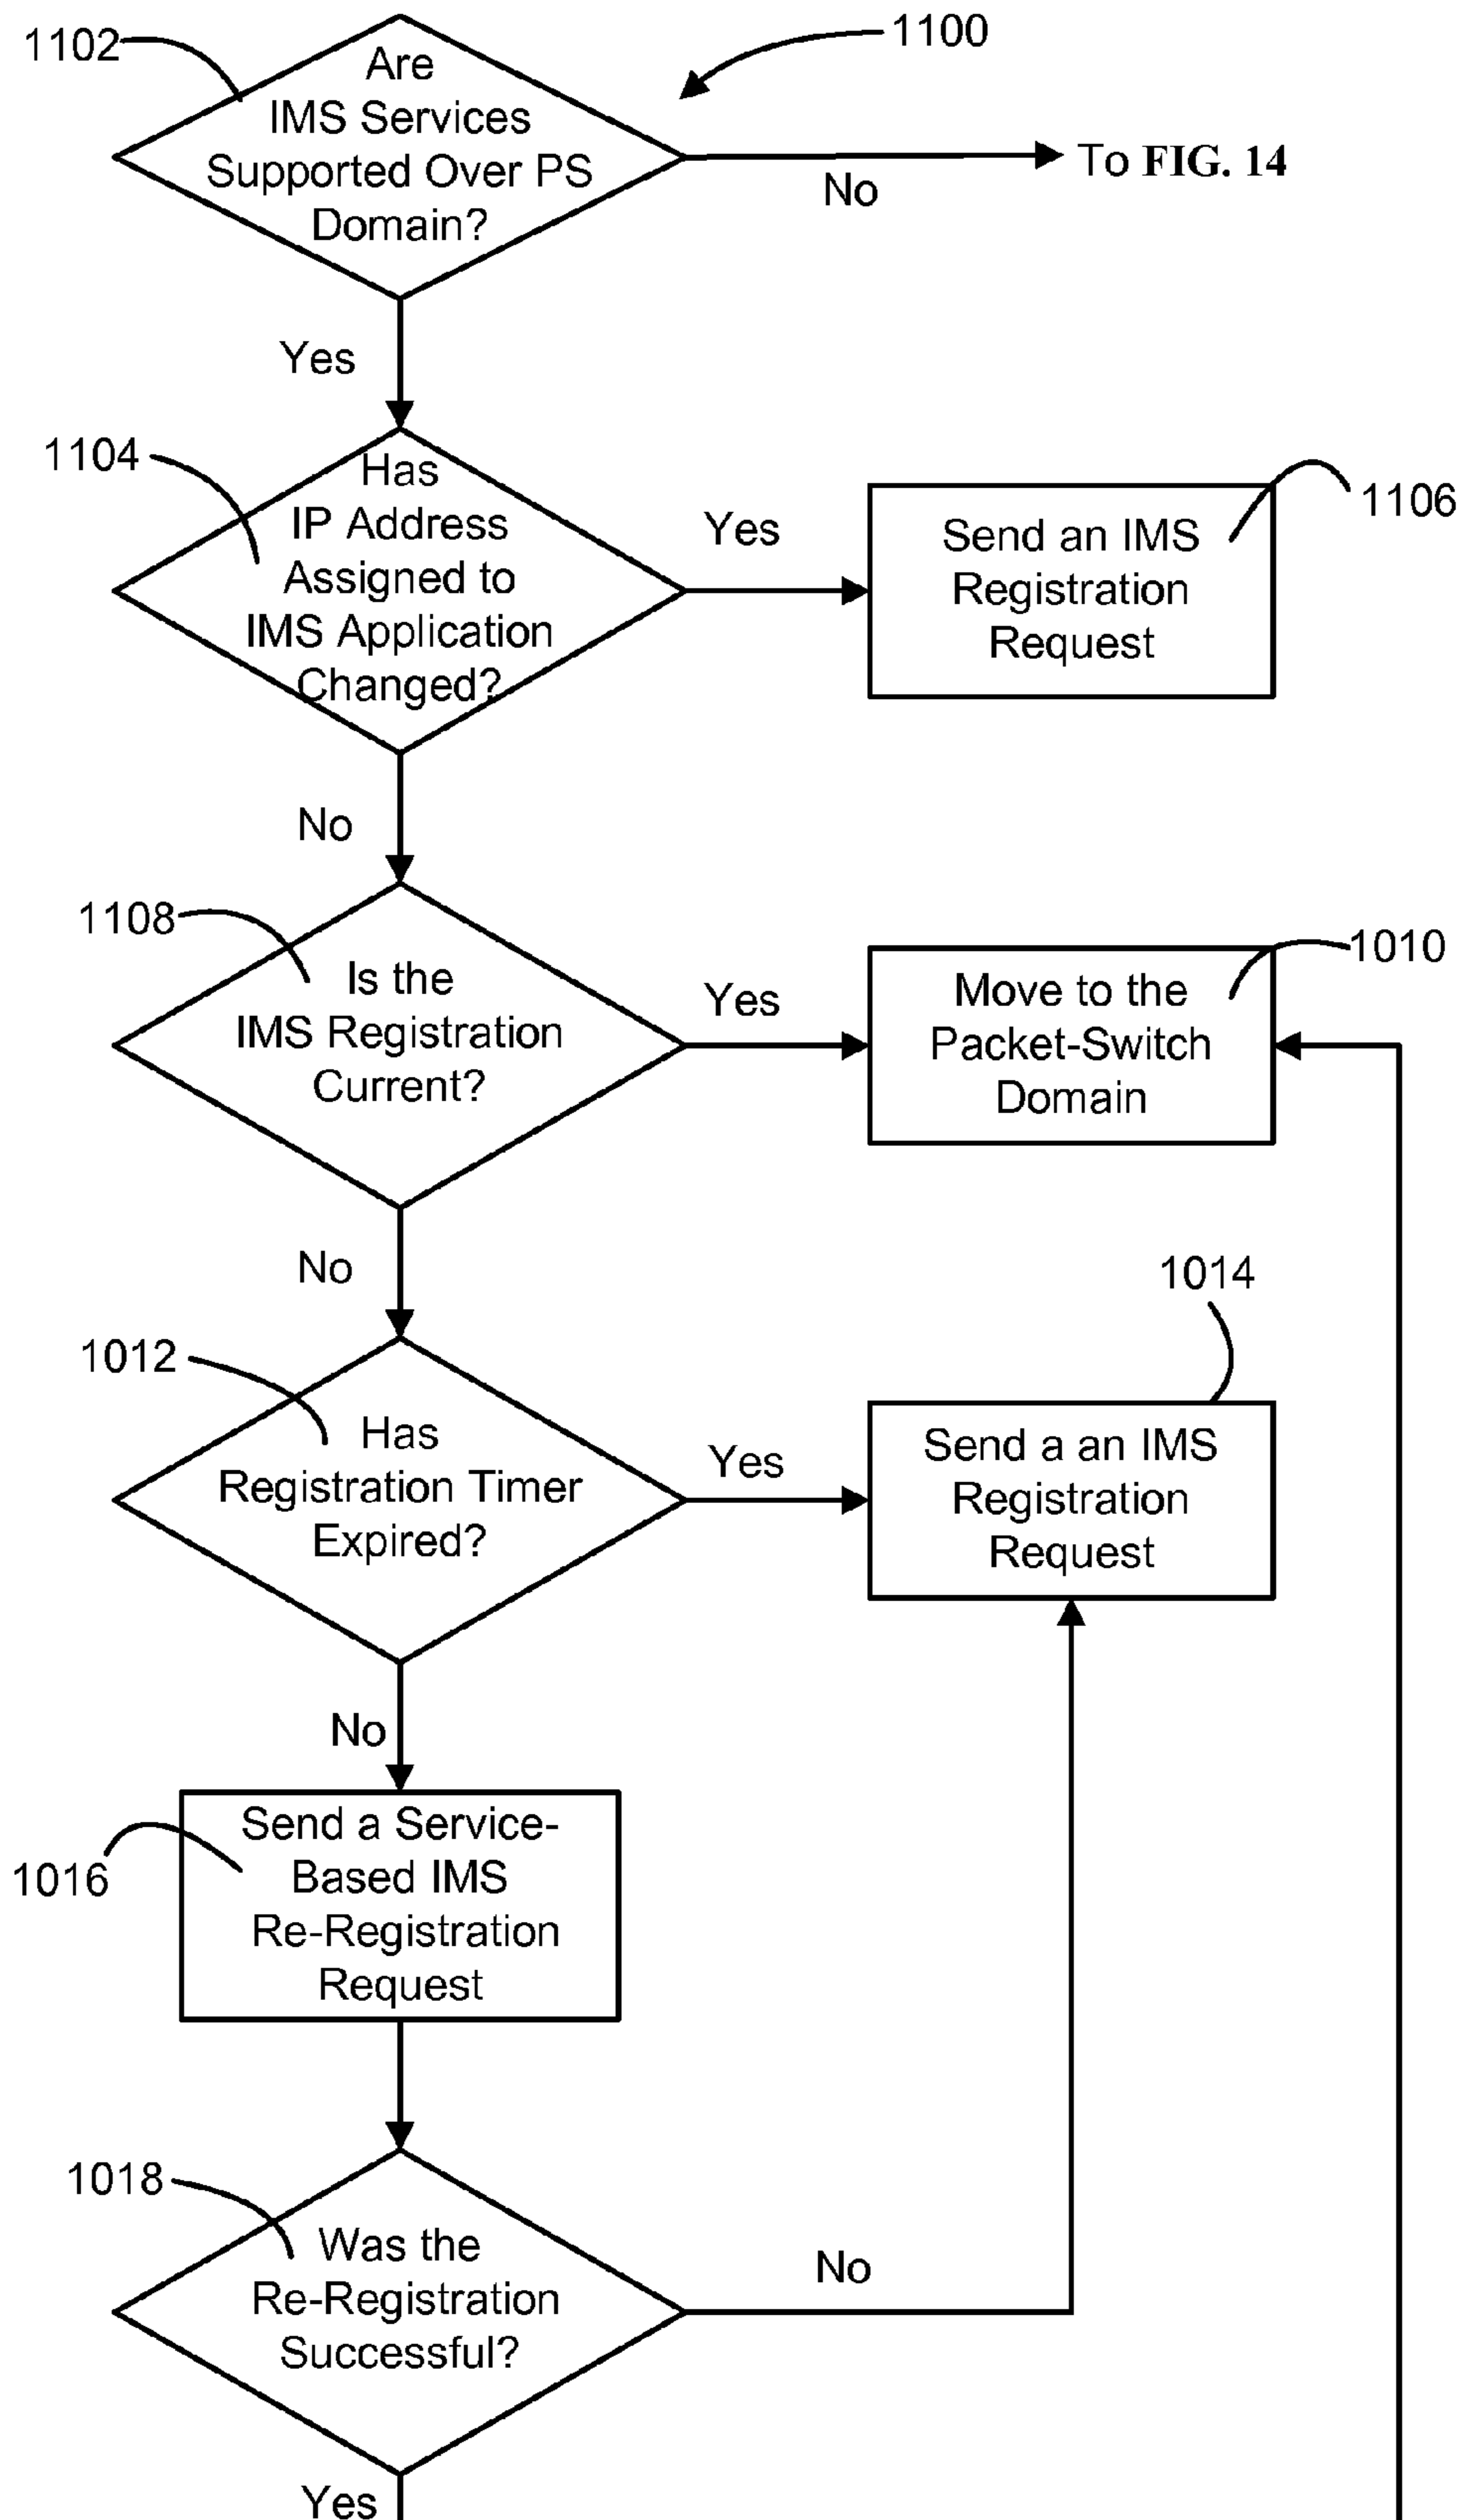 1102
1100
Are
IMS Services
Supported Over PS
Domain?
No
To FIG. 14
Yes
1104
Has
IP Address
Assigned to
IMS Application
Changed?
Yes
Send an IMS
Registration
Request
1106
No
1108
Is the
IMS Registration
Current?
Yes
Move to the
Packet-Switch
Domain
1010
No
1012
Has
Registration Timer
Expired?
Yes
1014
Send a an IMS
Registration
Request
No
1016
Send a Service-
Based IMS
Re-Registration
Request
1018
Was the
Re-Registration
Successful?
No
Yes